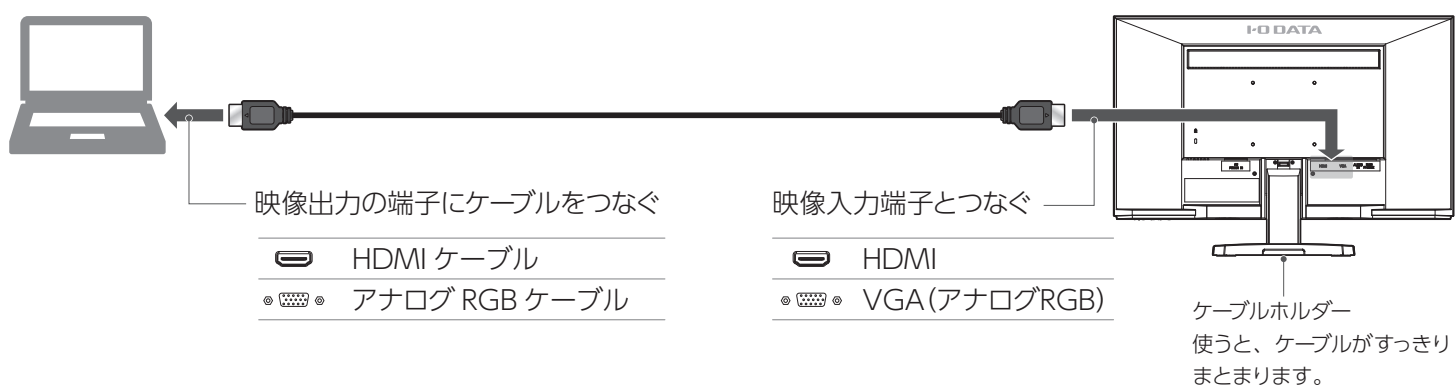 I-O DATA
HDMI VGA
映像出力の端子にケーブルをつなぐ
HDMI ケーブル
アナログ RGB ケーブル
映像入力端子とつなぐ
HDMI
VGA(アナログRGB)
ケーブルホルダー
使うと、ケーブルがすっきり
まとまります。